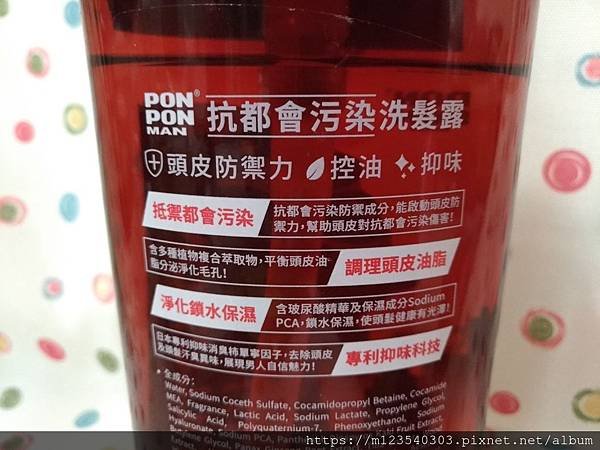 PON PON MAN® 抗都會污染洗髮露
頭皮防禦力 控油 抑味
抵禦都會污染
抗都會污染防禦成分,能啟動頭皮防
禦力,幫助頭皮對抗都會污染傷害!
含多種植物複合萃取物,平衡頭皮油
脂分泌淨化毛孔!
調理頭皮油脂
淨化鎖水保濕
含玻尿酸精華及保濕成分Sodium
PCA,鎖水保濕,使頭髮健康有光澤!
日本專利抑味消臭柿單寧因子,去除頭皮
及頭髮汗臭異味,展現男人自信魅力!
專利抑味科技
全成分:
Water, Sodium Coceth Sulfate, Cocamidopropyl Betaine, Cocamide
MEA, Fragrance, Lactic Acid, Sodium Lactate, Propylene Glycol,
Salicylic Acid, Polyquaternium-7, Phenoxyethanol, Sodium
Sodium PCA, Kaki Fruit Extract,
https://m123540303.pixnet.net/album